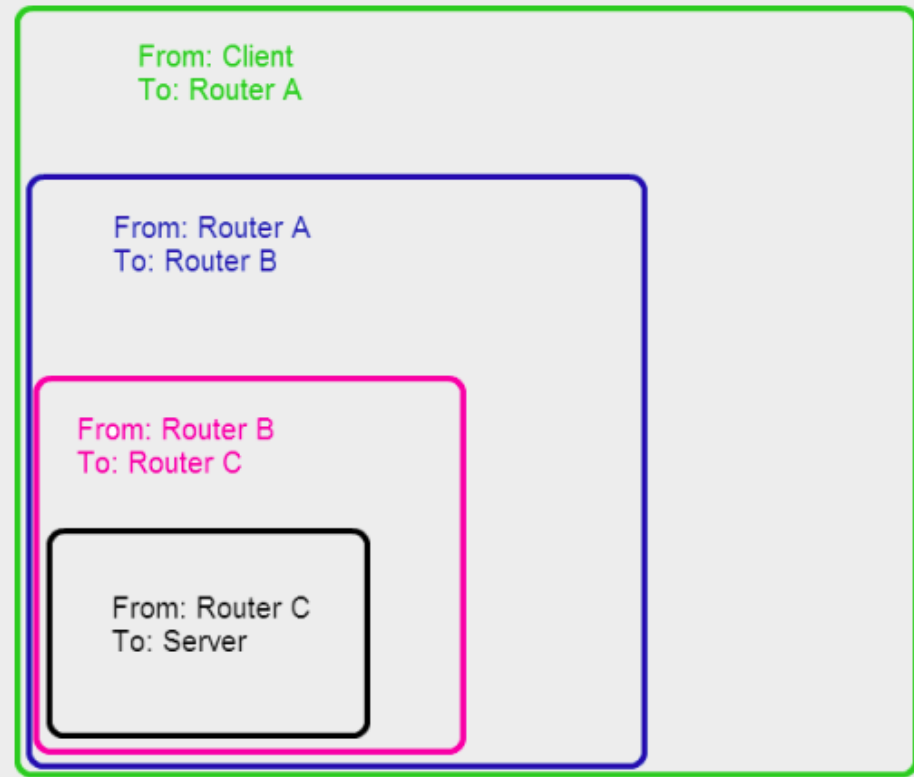 From: Client
To: Router A
From: Router A
To: Router B
From: Router B
To: Router C
From: Router C
To: Server